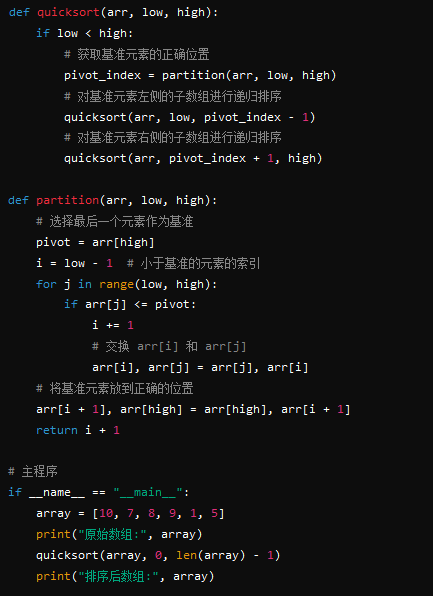 def quicksort(arr, low, high):
    if low < high:
        # 获取基准元素的正确位置
        pivot_index = partition(arr, low, high)
        # 对基准元素左侧的子数组进行递归排序
        quicksort(arr, low, pivot_index - 1)
        # 对基准元素右侧的子数组进行递归排序
        quicksort(arr, pivot_index + 1, high)

def partition(arr, low, high):
    # 选择最后一个元素作为基准
    pivot = arr[high]
    i = low - 1  # 小于基准的元素的索引
    for j in range(low, high):
        if arr[j] <= pivot:
            i += 1
            # 交换 arr[i] 和 arr[j]
            arr[i], arr[j] = arr[j], arr[i]
    # 将基准元素放到正确的位置
    arr[i + 1], arr[high] = arr[high], arr[i + 1]
    return i + 1

# 主程序
if __name__ == "__main__":
    array = [10, 7, 8, 9, 1, 5]
    print("原始数组:", array)
    quicksort(array, 0, len(array) - 1)
    print("排序后数组:", array)